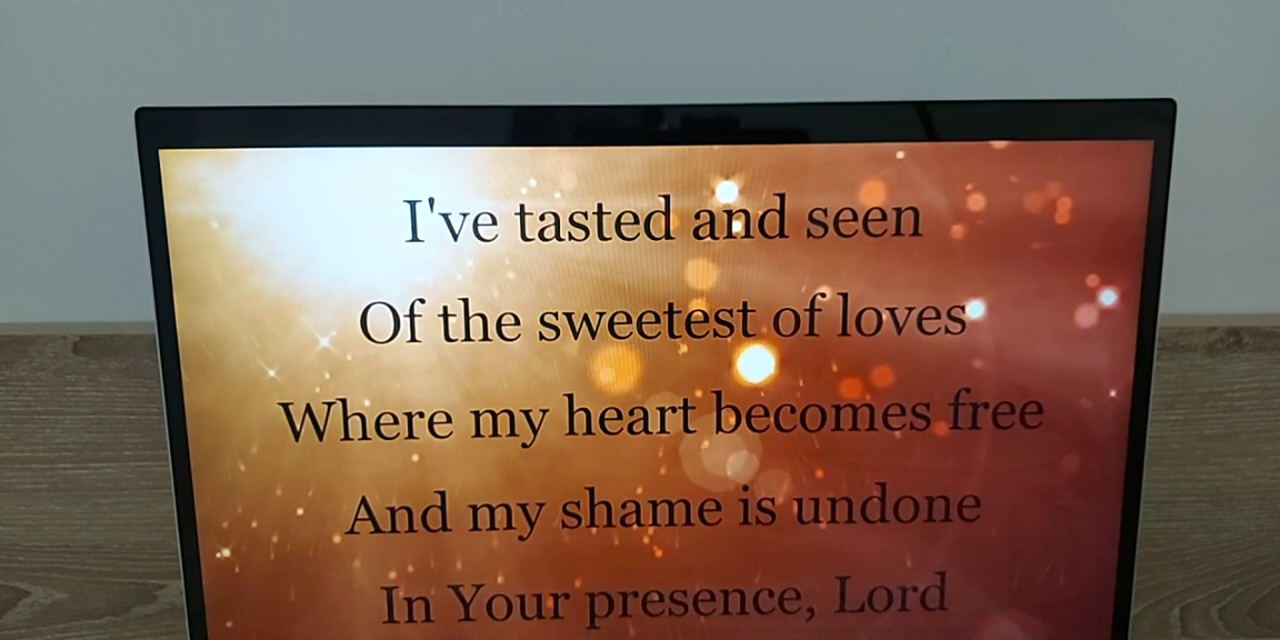 I've tasted and seen
Of the sweetest of loves
Where my heart becomes free
And my shame is undone
In Your presence, Lord